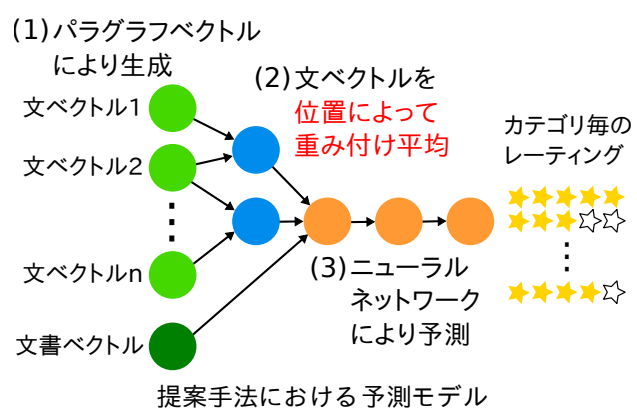 (1)パラグラフベクトル
により生成
文ベクトル1
文ベクトル2
文ベクトルn
文書ベクトル
(2)文ベクトルを
位置によって
重み付け平均
(3)ニューラル
ネットワーク
により予測
カテゴリ毎の
レーティング
提案手法における予測モデル